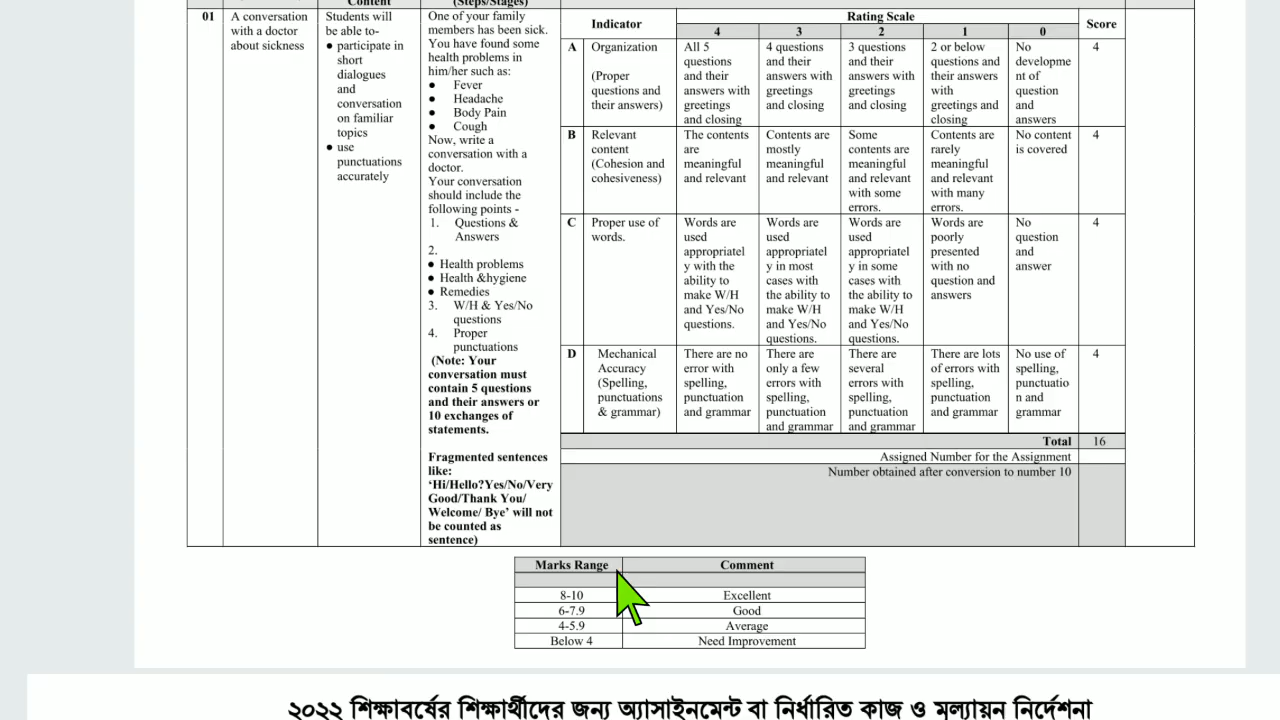 Content
(Steps/Stages)
01
A conversation
with a doctor
about sickness
Students will
be able to-
● participate in
short
dialogues
and
conversation
on familiar
topics
● use
punctuations
accurately
One of your family
members has been sick.
You have found some
health problems in
him/her such as:
● Fever
● Headache
● Body Pain
● Cough
Now, write a
conversation with a
doctor.
Your conversation
should include the
following points -
1. Questions &
Answers
2.
● Health problems
● Health &hygiene
● Remedies
3. W/H & Yes/No
questions
4. Proper
punctuations
(Note: Your
conversation must
contain 5 questions
and their answers or
10 exchanges of
statements.
Fragmented sentences
like:
‘Hi/Hello?Yes/No/Very
Good/Thank You/
Welcome/ Bye’ will not
be counted as
sentence)
Indicator
Rating Scale
Score
4
3
2
1
0
A
Organization
(Proper
questions and
their answers)
All 5
questions
and their
answers with
greetings
and closing
4 questions
and their
answers with
greetings
and closing
3 questions
and their
answers with
greetings
and closing
2 or below
questions and
their answers
with
greetings and
closing
No
developme
nt of
question
and
answers
4
B
Relevant
content
(Cohesion and
cohesiveness)
The contents
are
meaningful
and relevant
Contents are
mostly
meaningful
and relevant
Some
contents are
meaningful
and relevant
with some
errors.
Contents are
rarely
meaningful
and relevant
with many
errors.
No content
is covered
4
C
Proper use of
words.
Words are
used
appropriatel
y with the
ability to
make W/H
and Yes/No
questions.
Words are
used
appropriatel
y in most
cases with
the ability to
make W/H
and Yes/No
questions.
Words are
used
appropriatel
y in some
cases with
the ability to
make W/H
and Yes/No
questions.
Words are
poorly
presented
with no
question and
answers
No
question
and
answer
4
D
Mechanical
Accuracy
(Spelling,
punctuations
& grammar)
There are no
error with
spelling,
punctuation
and grammar
There are
only a few
errors with
spelling,
punctuation
and grammar
There are
several
errors with
spelling,
punctuation
and grammar
There are lots
of errors with
spelling,
punctuation
and grammar
No use of
spelling,
punctuatio
n and
grammar
4
Total 16
Assigned Number for the Assignment
Number obtained after conversion to number 10
Marks Range Comment
8-10 Excellent
6-7.9 Good
4-5.9 Average
Below 4 Need Improvement
২০২২ শিক্ষাবর্ষের শিক্ষার্থীদের জন্য অ্যাসাইনমেন্ট বা নির্ধারিত কাজ ও মূল্যায়ন নির্দেশনা